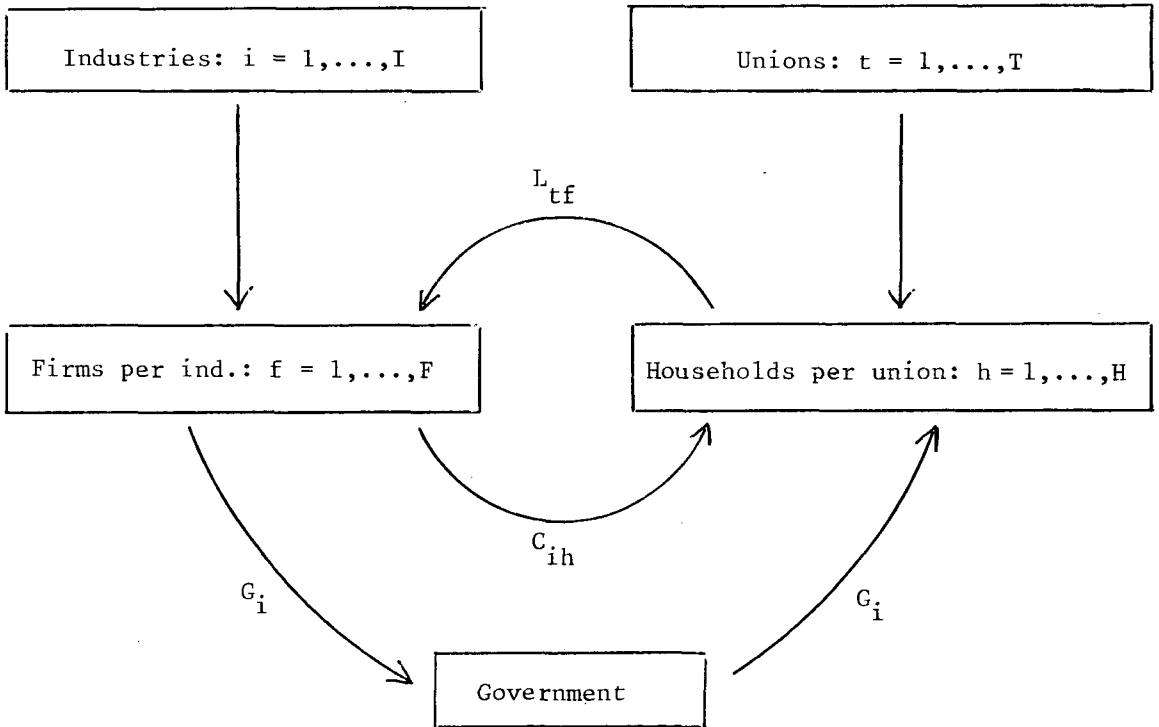 Industries: i = 1,...,I
Unions: t = 1,...,T
L_tf
Firms per ind.: f = 1,...,F
Households per union: h = 1,...,H
C_ih
G_i
G_i
Government